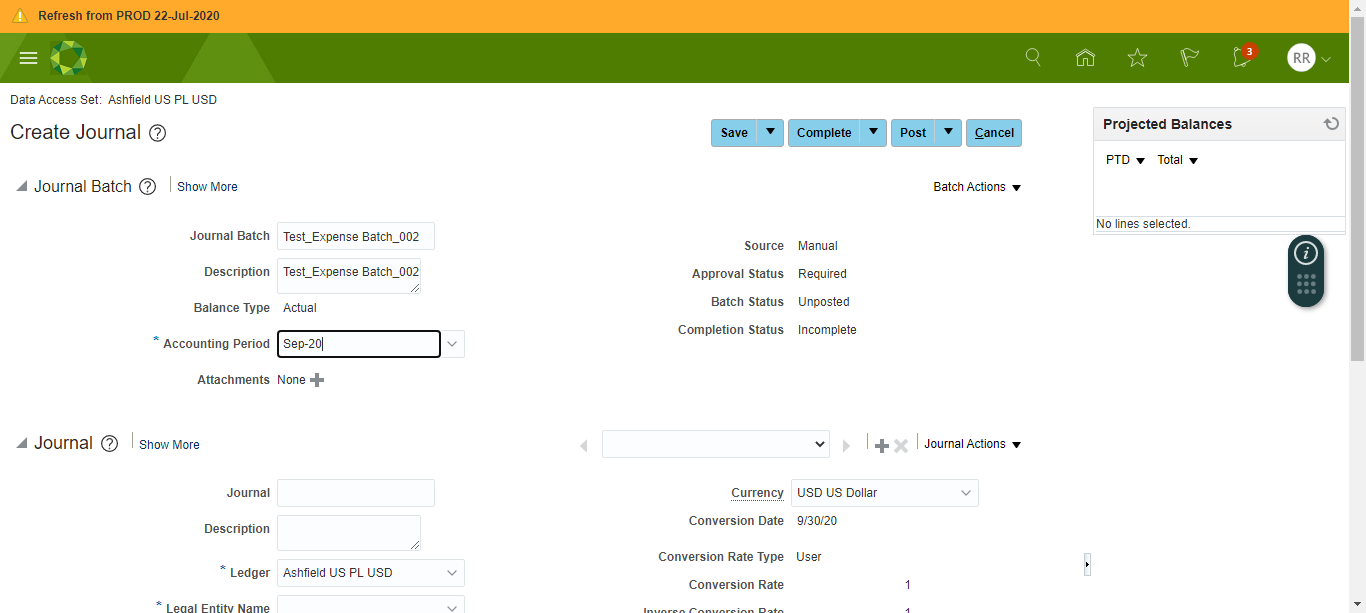 Refresh from PROD 22-Jul-2020
3
RR
Data Access Set: Ashfield US PL USD
Create Journal ?
Save Complete Post Cancel
Projected Balances
PTD Total
No lines selected.
i
Journal Batch ? Show More
Batch Actions
Journal Batch Test_Expense Batch_002
Description Test_Expense Batch_002
Balance Type Actual
* Accounting Period Sep-20
Attachments None
Source Manual
Approval Status Required
Batch Status Unposted
Completion Status Incomplete
Journal ? Show More
Journal Actions
Journal
Description
* Ledger Ashfield US PL USD
* Legal Entity Name
Currency USD US Dollar
Conversion Date 9/30/20
Conversion Rate Type User
Conversion Rate 1
Inverse Conversion Rate 1